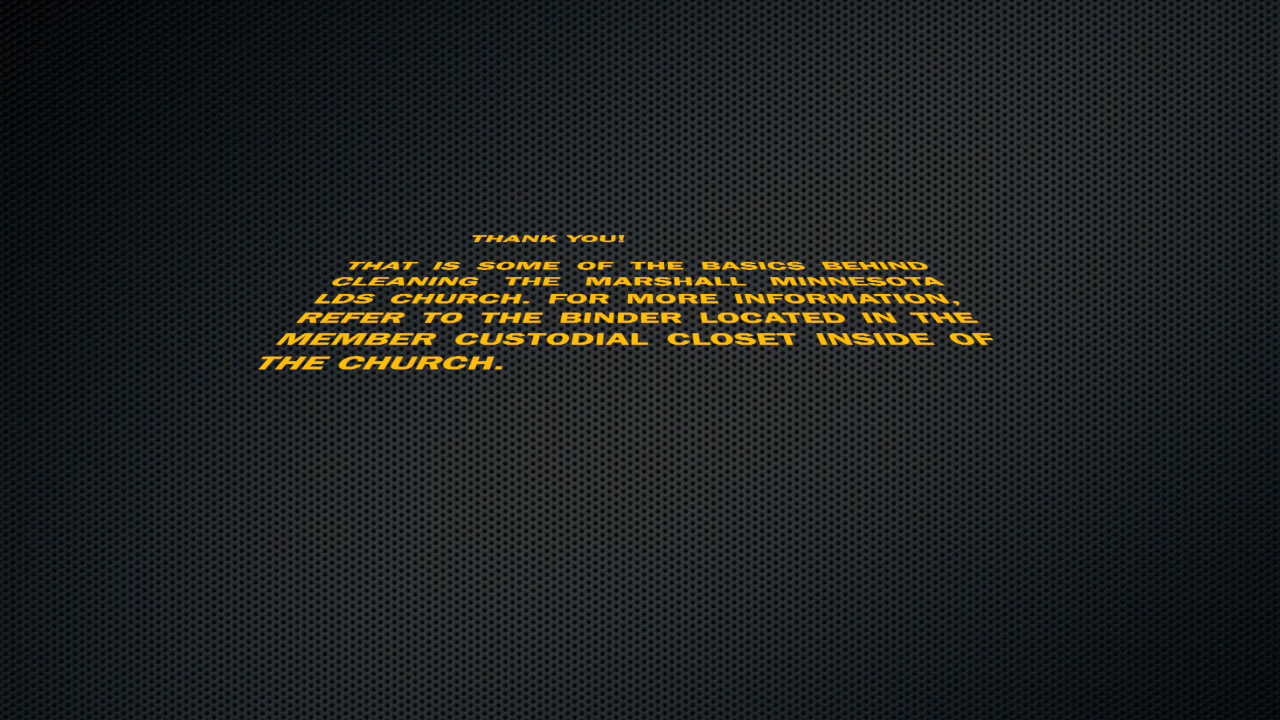 THANK YOU!
THAT IS SOME OF THE BASICS BEHIND
CLEANING THE MARSHALL MINNESOTA
LDS CHURCH. FOR MORE INFORMATION,
REFER TO THE BINDER LOCATED IN THE
MEMBER CUSTODIAL CLOSET INSIDE OF
THE CHURCH.